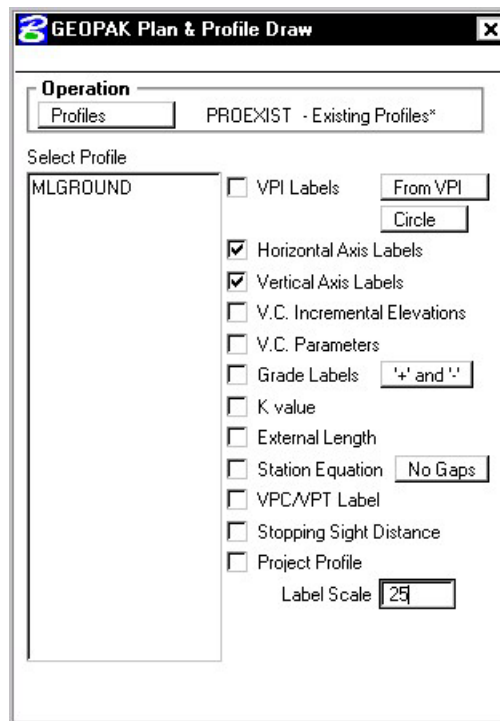 GEOPAK Plan & Profile Draw
Operation
Profiles PROEXIST - Existing Profiles*
Select Profile
MLGROUND
VPI Labels From VPI
Circle
Horizontal Axis Labels
Vertical Axis Labels
V.C. Incremental Elevations
V.C. Parameters
Grade Labels '+' and '-'
K value
External Length
Station Equation No Gaps
VPC/VPT Label
Stopping Sight Distance
Project Profile
Label Scale 25